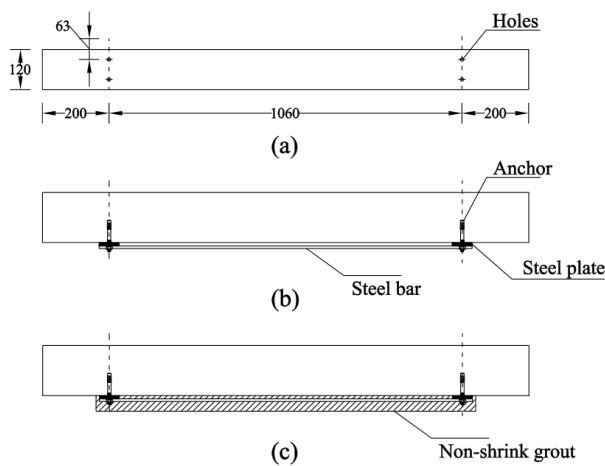 63
Holes
120
200
1060
200
(a)
Anchor
Steel plate
Steel bar
(b)
Non-shrink grout
(c)